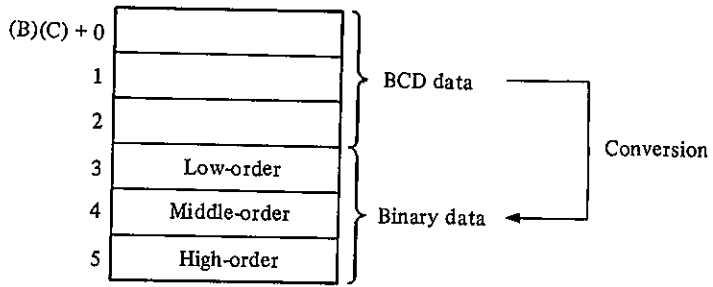 (B)(C) + 0
1
BCD data
2
Conversion
3 Low-order
4 Middle-order
Binary data
5 High-order